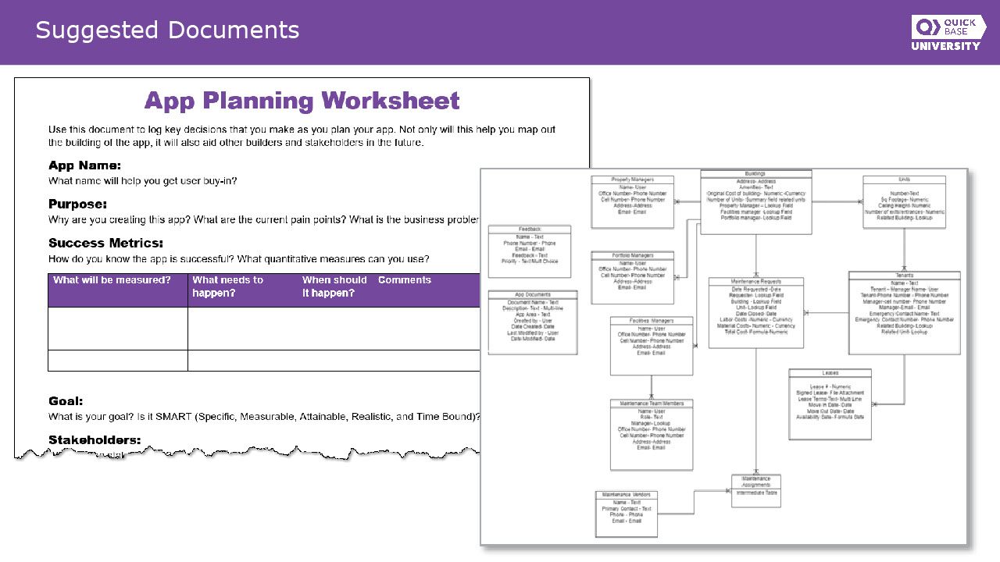 Suggested Documents
QUICK
BASE
UNIVERSITY
App Planning Worksheet
Use this document to log key decisions that you make as you plan your app. Not only will this help you map out
the building of the app, it will also aid other builders and stakeholders in the future.
App Name:
What name will help you get user buy-in?
Purpose:
Why are you creating this app? What are the current pain points? What is the business
Success Metrics:
How do you know the app is successful? What quantitative measures can you use?
What will be measured?
What needs to
happen?
When should
it happen?
Comments
Goal:
What is your goal? Is it SMART (Specific, Measurable, Attainable, Realistic, and Time Bound)?
Stakeholders:
Feedback
Name - Text
Phone Number - Phone
Email - Email
Feedback - Text
Priority - Text Mult Choice
App Documents
Document Name - Text
Description- Text - Multi-line
App Area - Text
Created by - User
Date Created- Date
Last Modified by - User
Date Modified- Date
Property Managers
Name- User
Office Number- Phone Number
Cell Number- Phone Number
Address-Address
Email- Email
Portfolio Managers
Name- User
Office Number- Phone Number
Cell Number- Phone Number
Address-Address
Email- Email
Facilities Managers
Name- User
Office Number- Phone Number
Cell Number- Phone Number
Address-Address
Email- Email
Maintenance Team Members
Name- User
Role- Text
Manager- Lookup
Office Number- Phone Number
Cell Number- Phone Number
Address-Address
Email- Email
Maintenance Vendors
Name - Text
Primary Contact - Text
Phone - Phone
Email - Email
Buildings
Address- Address
Amenities- Text
Original Cost of building- Numeric -Currency
Number of Units- Summary field related units
Property Manager - Lookup Field
Facilities manager -Lookup Field
Portfolio manager- Lookup Field
Maintenance Requests
Date Requested -Date
Requester- Lookup Field
Building - Lookup Field
Unit- Lookup Field
Date Closed- Date
Labor Costs -Numeric - Currency
Material Costs- Numeric - Currency
Total Cost- Formula-Numeric
Maintenance
Assignments
Intermediate Table
Units
Number-Text
Sq Footage- Numeric
Ceiling Height- Numeric
Number of exits/entrances- Numeric
Related Building- Lookup
Tenants
Name - Text
Tenant – Manager Name- User
Tenant-Phone Number - Phone Number
Manager-cell number- Phone Number
Manager-Email - Email
Emergency Contact Name- Text
Emergency Contact Number- Phone Number
Related Building-Lookup
Related Unit-Lookup
Leases
Lease # - Numeric
Signed Lease- File Attachment
Lease Terms-Text- Multi Line
Move in Date- Date
Move Out Date- Date
Availability Date- Formula Date